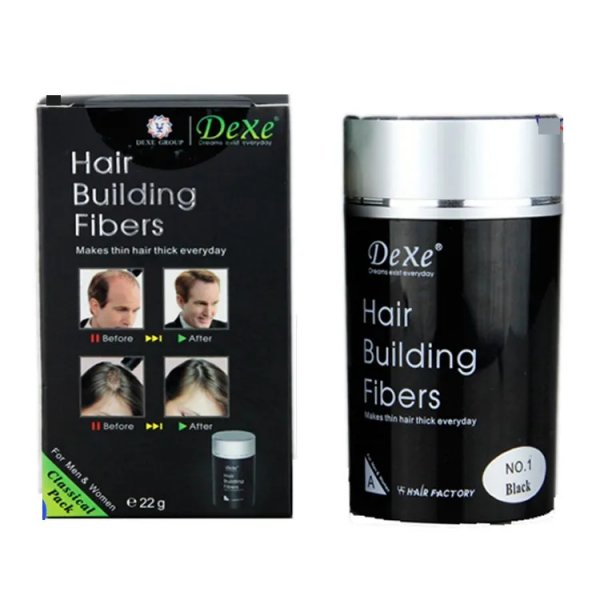 DEXE GROUP
DeXe®
Dreams exist everyday
Hair
Building
Fibers
Makes thin hair thick everyday
Before
After
Before
After
For Men & Women
Classical
Pack
e 22 g
DeXe
Hair
Building
Fibers
DeXe®
Dreams exist everyday
Hair
Building
Fibers
Makes thin hair thick everyday
A
HAIR FACTORY
NO.1
Black